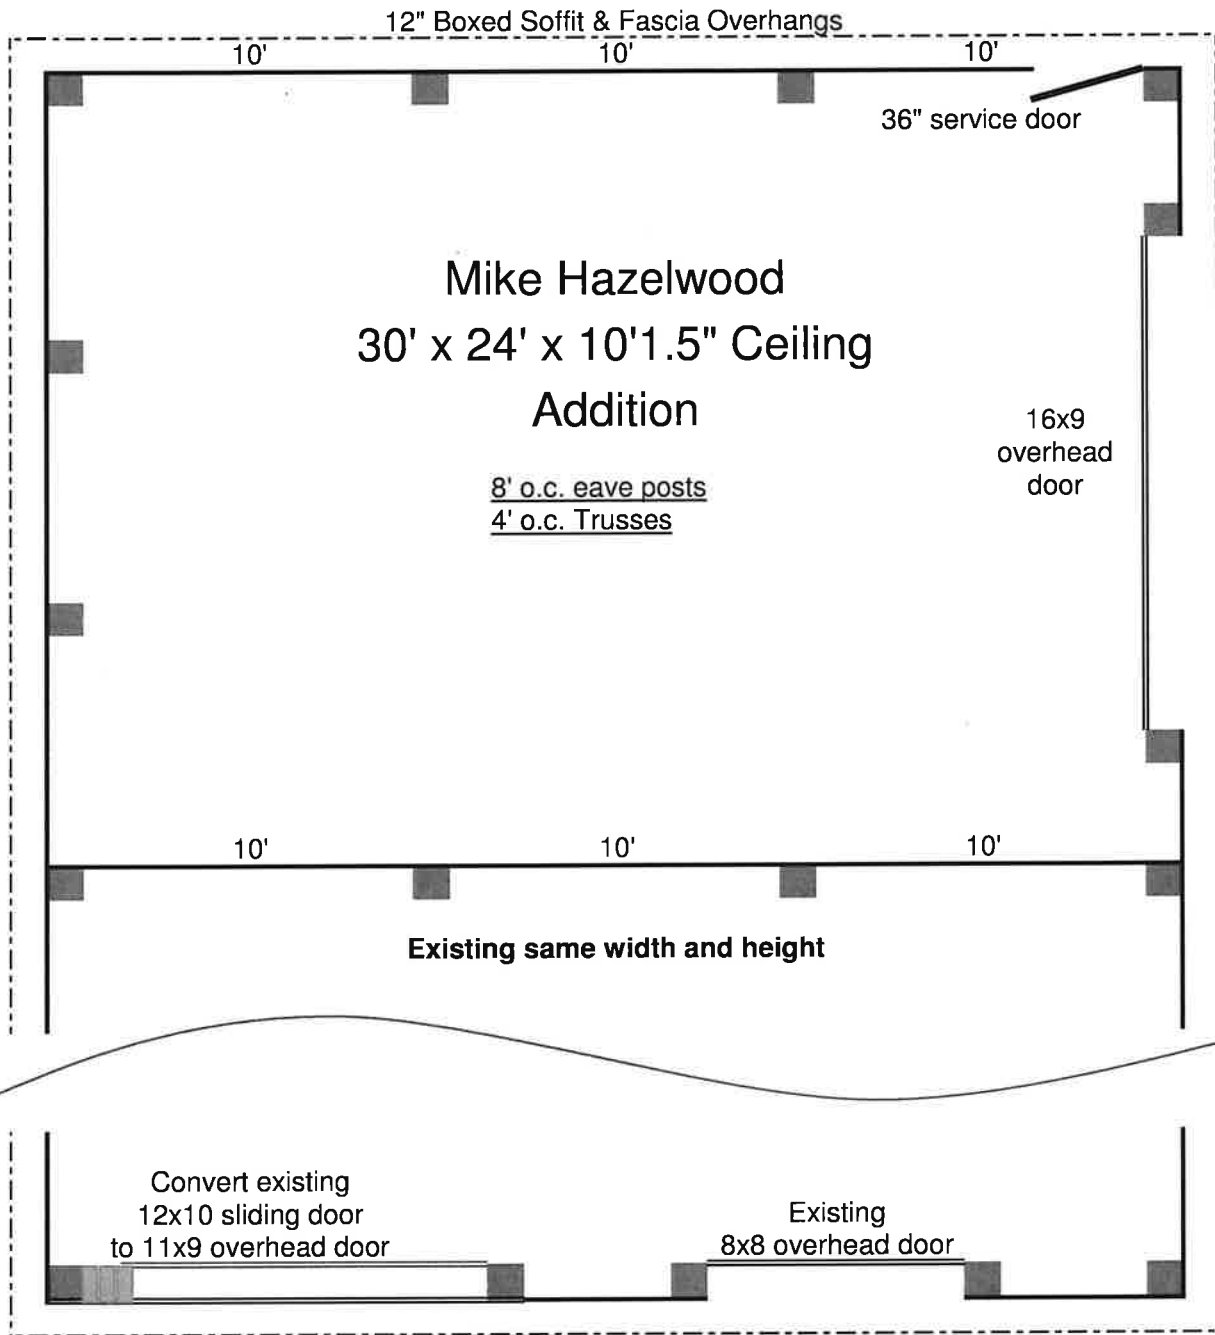 12" Boxed Soffit & Fascia Overhangs
10' 10' 10'
36" service door
Mike Hazelwood
30' x 24' x 10'1.5" Ceiling
Addition
16x9
overhead
door
8' o.c. eave posts
4' o.c. Trusses
10' 10' 10'
Existing same width and height
Convert existing
12x10 sliding door
to 11x9 overhead door
Existing
8x8 overhead door